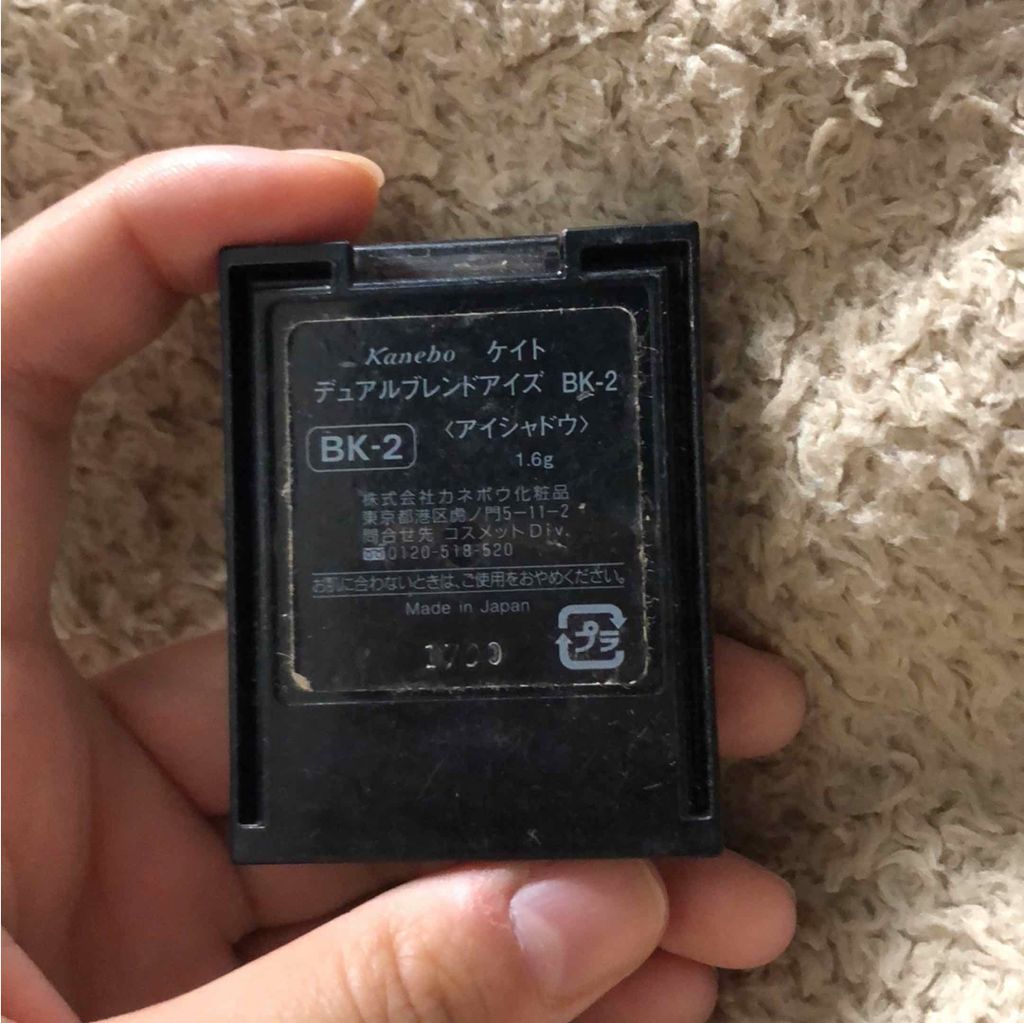 Kanebo ケイト
デュアルブレンドアイズ BK-2
BK-2 〈アイシャドウ〉
1.6g
株式会社カネボウ化粧品
東京都港区虎ノ門5-11-2
問合せ先 コスメットDiv.
0120-518-520
お肌に合わないときは、ご使用をおやめください。
Made in Japan
プラ